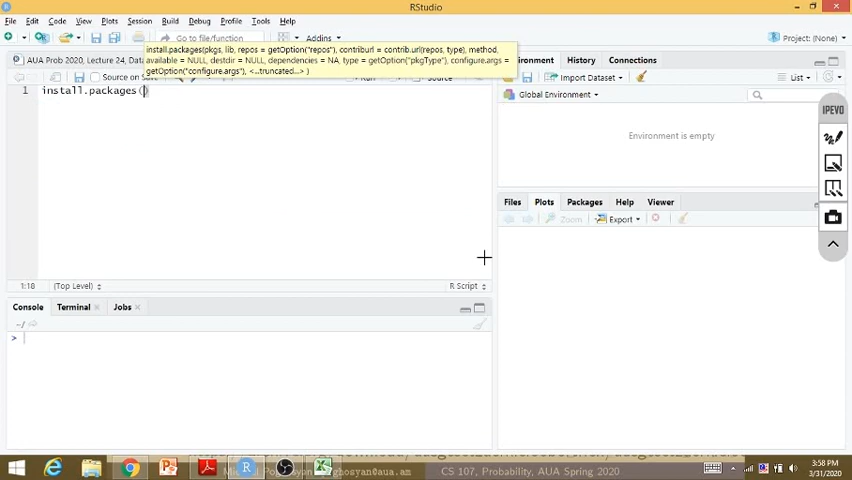 RStudio
File Edit Code View Plots Session Build Debug Profile Tools Help
Go to file/function Addins Project: (None)
install.packages(pkgs, lib, repos = getOption("repos"), contriburl = contrib.url(repos, type), method,
available = NULL, destdir = NULL, dependencies = NA, type = getOption("pkgType"), configure.args =
getOption("configure.args"), <...truncated...> )
AUA Prob 2020, Lecture 24, Da
Source on Sa
1 install.packages()
1:18 (Top Level) R Script
Console Terminal Jobs
~/
>
History Connections
Import Dataset List
Global Environment
Environment is empty
Files Plots Packages Help Viewer
Zoom Export
IPEVO
CS 107, Probability, AUA Spring 2020
3:58 PM
3/31/2020